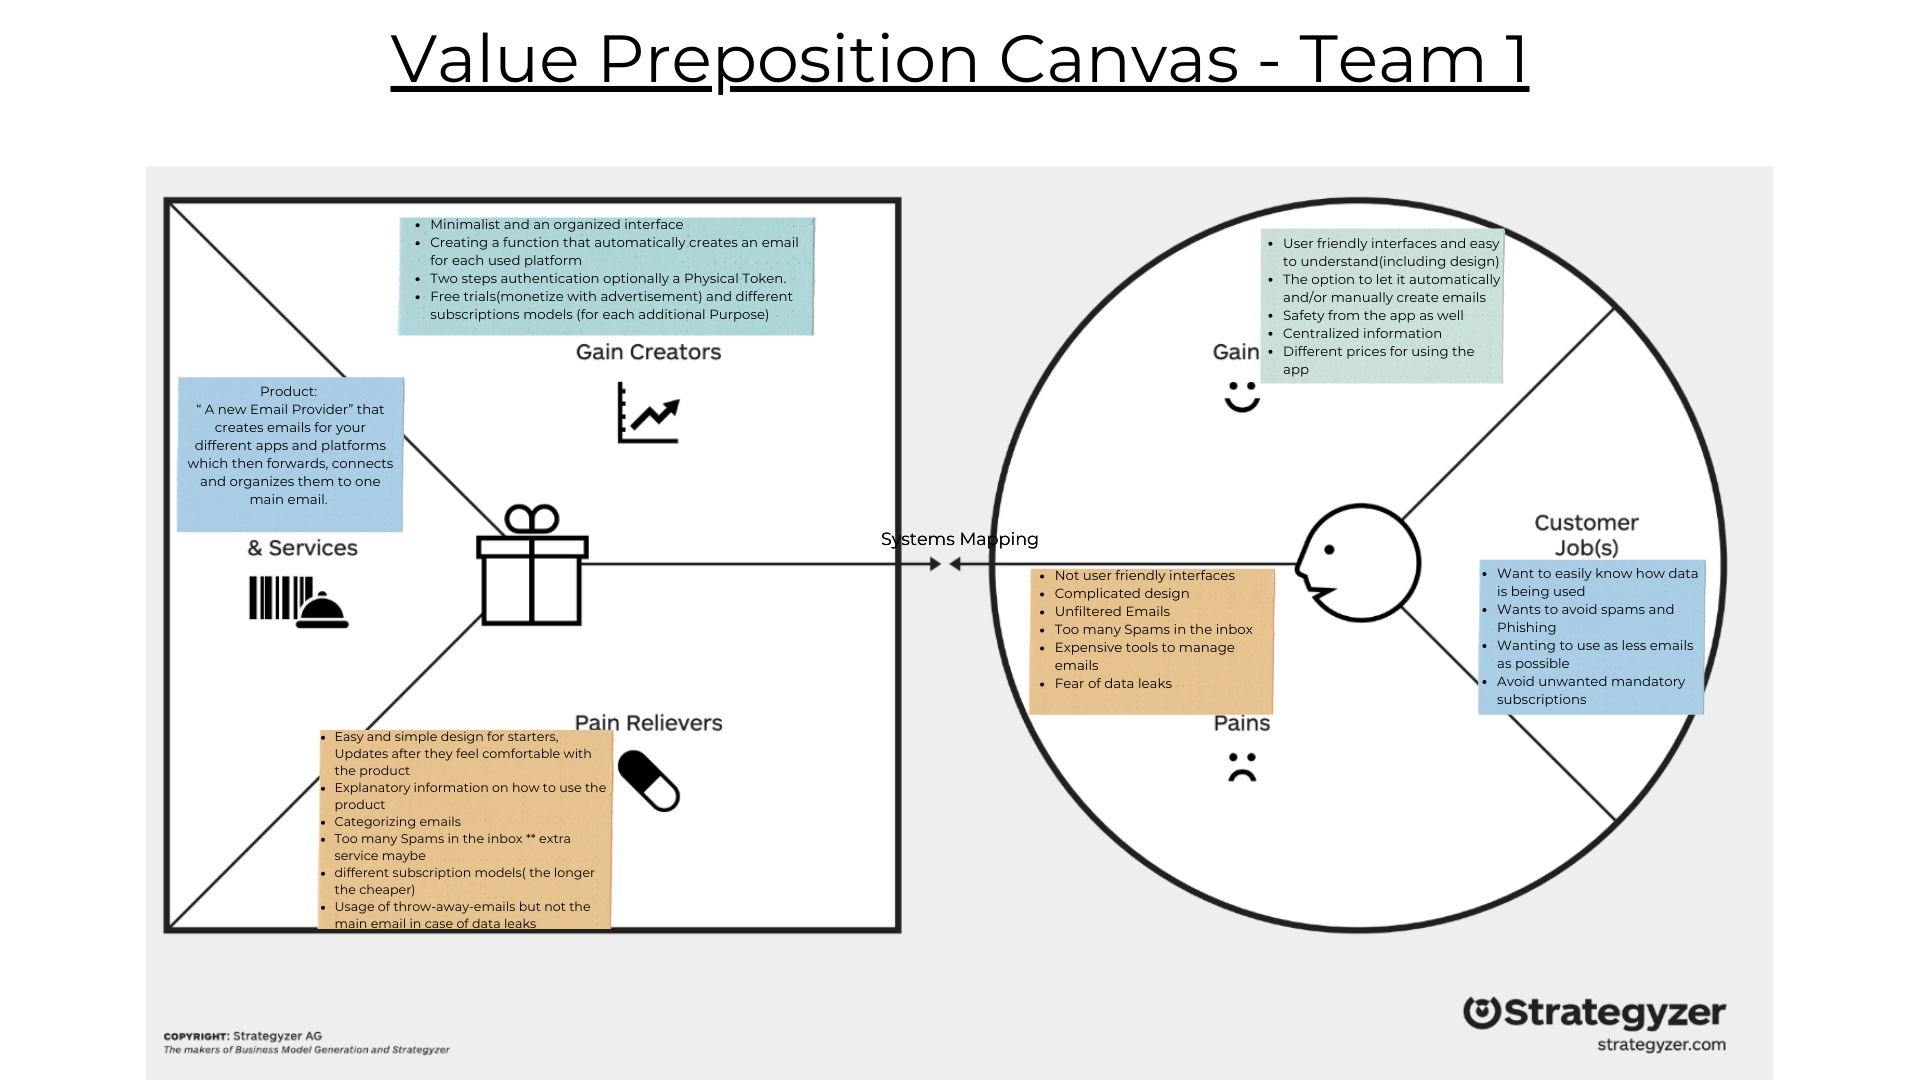 Value Preposition Canvas - Team 1
• Minimalist and an organized interface
• Creating a function that automatically creates an email
for each used platform
• Two steps authentication optionally a Physical Token.
• Free trials(monetize with advertisement) and different
subscriptions models (for each additional Purpose)
Gain Creators
Product:
“ A new Email Provider” that
creates emails for your
different apps and platforms
which then forwards, connects
and organizes them to one
main email.
& Services
Pain Relievers
• Easy and simple design for starters,
Updates after they feel comfortable with
the product
• Explanatory information on how to use the
product
• Categorizing emails
• Too many Spams in the inbox ** extra
service maybe
• different subscription models( the longer
the cheaper)
• Usage of throw-away-emails but not the
main email in case of data leaks
Systems Mapping
• User friendly interfaces and easy
to understand(including design)
• The option to let it automatically
and/or manually create emails
• Safety from the app as well
• Centralized information
• Different prices for using the
app
Gain
• Not user friendly interfaces
• Complicated design
• Unfiltered Emails
• Too many Spams in the inbox
• Expensive tools to manage
emails
• Fear of data leaks
Pains
Customer
Job(s)
• Want to easily know how data
is being used
• Wants to avoid spams and
Phishing
• Wanting to use as less emails
as possible
• Avoid unwanted mandatory
subscriptions
COPYRIGHT: Strategyzer AG
The makers of Business Model Generation and Strategyzer
Strategyzer
strategyzer.com